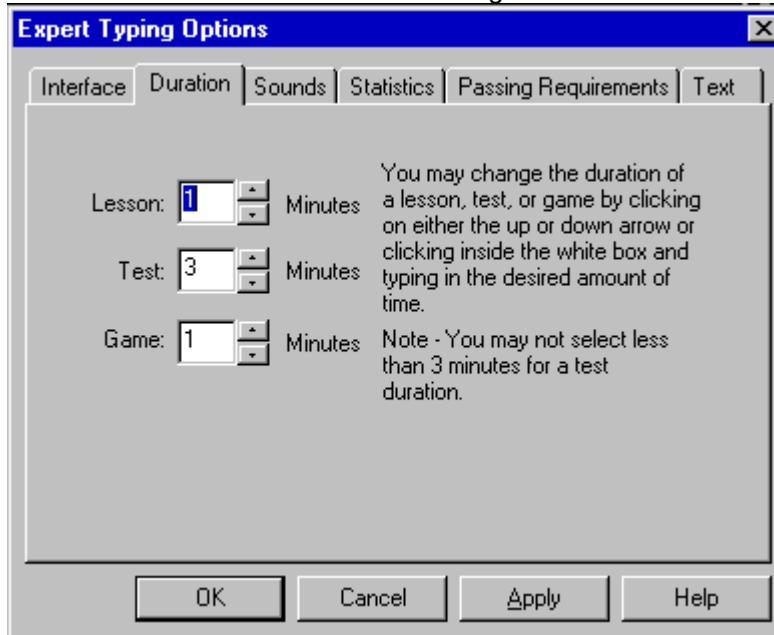 Expert Typing Options
Interface Duration Sounds Statistics Passing Requirements Text
Lesson: 1 Minutes
Test: 3 Minutes
Game: 1 Minutes
You may change the duration of
a lesson, test, or game by clicking
on either the up or down arrow or
clicking inside the white box and
typing in the desired amount of
time.
Note - You may not select less
than 3 minutes for a test
duration.
OK Cancel Apply Help